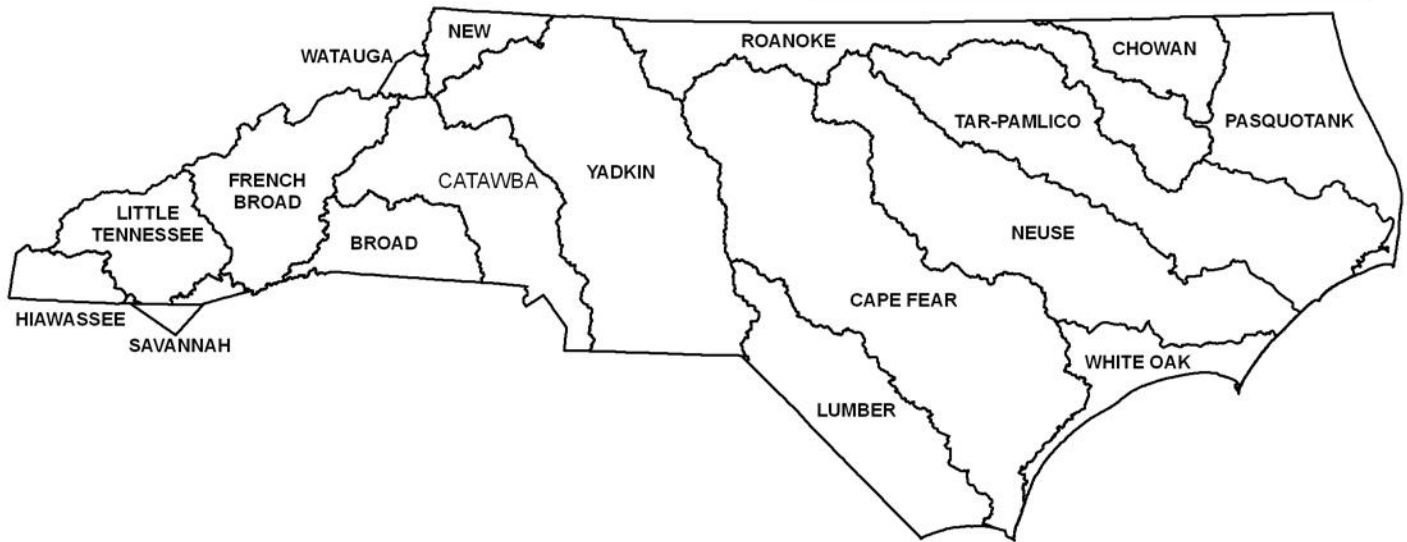 NEW
WATAUGA
ROANOKE
CHOWAN
TAR-PAMLICO
PASQUOTANK
FRENCH
BROAD
CATAWBA
YADKIN
LITTLE
TENNESSEE
BROAD
NEUSE
CAPE FEAR
HIAWASSEE
SAVANNAH
WHITE OAK
LUMBER